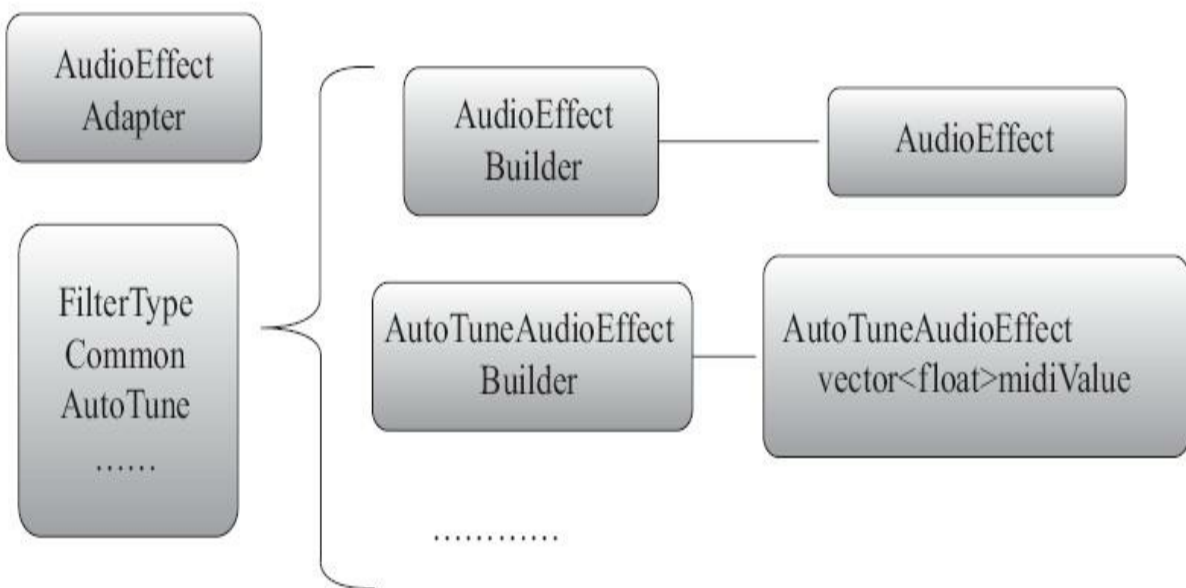 AudioEffect
Adapter
FilterType
Common
AutoTune
......
AudioEffect
Builder
AudioEffect
AutoTuneAudioEffect
Builder
AutoTuneAudioEffect
vector<float>midiValue
............